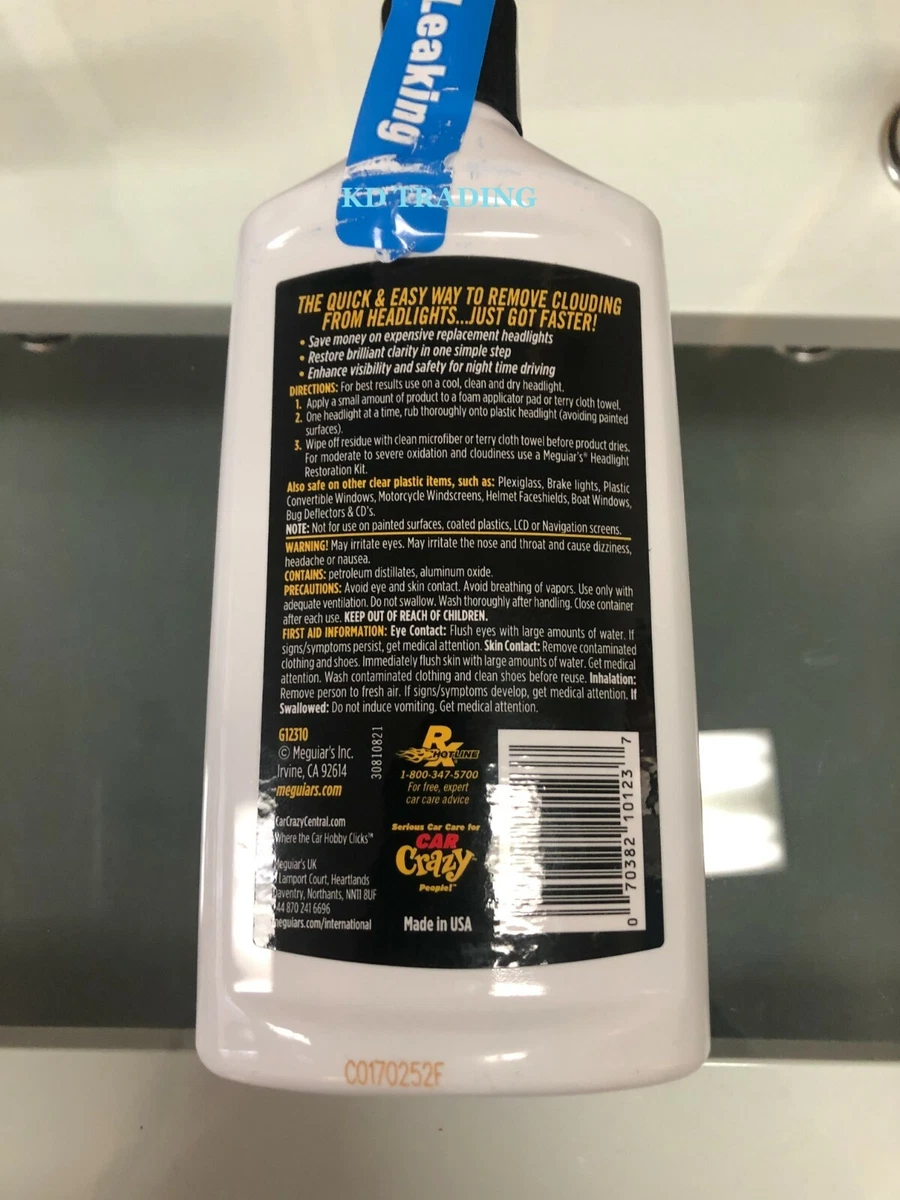 Leaking
KD TRADING
THE QUICK & EASY WAY TO REMOVE CLOUDING
FROM HEADLIGHTS...JUST GOT FASTER!
• Save money on expensive replacement headlights
• Restore brilliant clarity in one simple step
• Enhance visibility and safety for night time driving
DIRECTIONS: For best results use on a cool, clean and dry headlight.
1. Apply a small amount of product to a foam applicator pad or terry cloth towel.
2. One headlight at a time, rub thoroughly onto plastic headlight (avoiding painted
surfaces).
3. Wipe off residue with clean microfiber or terry cloth towel before product dries.
For moderate to severe oxidation and cloudiness use a Meguiar's® Headlight
Restoration Kit.
Also safe on other clear plastic items, such as: Plexiglass, Brake lights, Plastic
Convertible Windows, Motorcycle Windscreens, Helmet Faceshields, Boat Windows,
Bug Deflectors & CD's.
NOTE: Not for use on painted surfaces, coated plastics, LCD or Navigation screens.
WARNING! May irritate eyes. May irritate the nose and throat and cause dizziness,
headache or nausea.
CONTAINS: petroleum distillates, aluminum oxide.
PRECAUTIONS: Avoid eye and skin contact. Avoid breathing of vapors. Use only with
adequate ventilation. Do not swallow. Wash thoroughly after handling. Close container
after each use. KEEP OUT OF REACH OF CHILDREN.
FIRST AID INFORMATION: Eye Contact: Flush eyes with large amounts of water. If
signs/symptoms persist, get medical attention. Skin Contact: Remove contaminated
clothing and shoes. Immediately flush skin with large amounts of water. Get medical
attention. Wash contaminated clothing and clean shoes before reuse. Inhalation:
Remove person to fresh air. If signs/symptoms develop, get medical attention. If
Swallowed: Do not induce vomiting. Get medical attention.
G12310
© Meguiar's Inc.
Irvine, CA 92614
meguiars.com
30810821
CarCrazyCentral.com
Where the Car Hobby Clicks™
Meguiar's UK
Lamport Court, Heartlands
Daventry, Northants, NN11 8UF
44 870 241 6696
meguiars.com/international
Rx HOTLINE
1-800-347-5700
For free, expert
car care advice
Serious Car Care for
CAR
Crazy
People!™
Made in USA
0 70382 10123 7
C0170252F